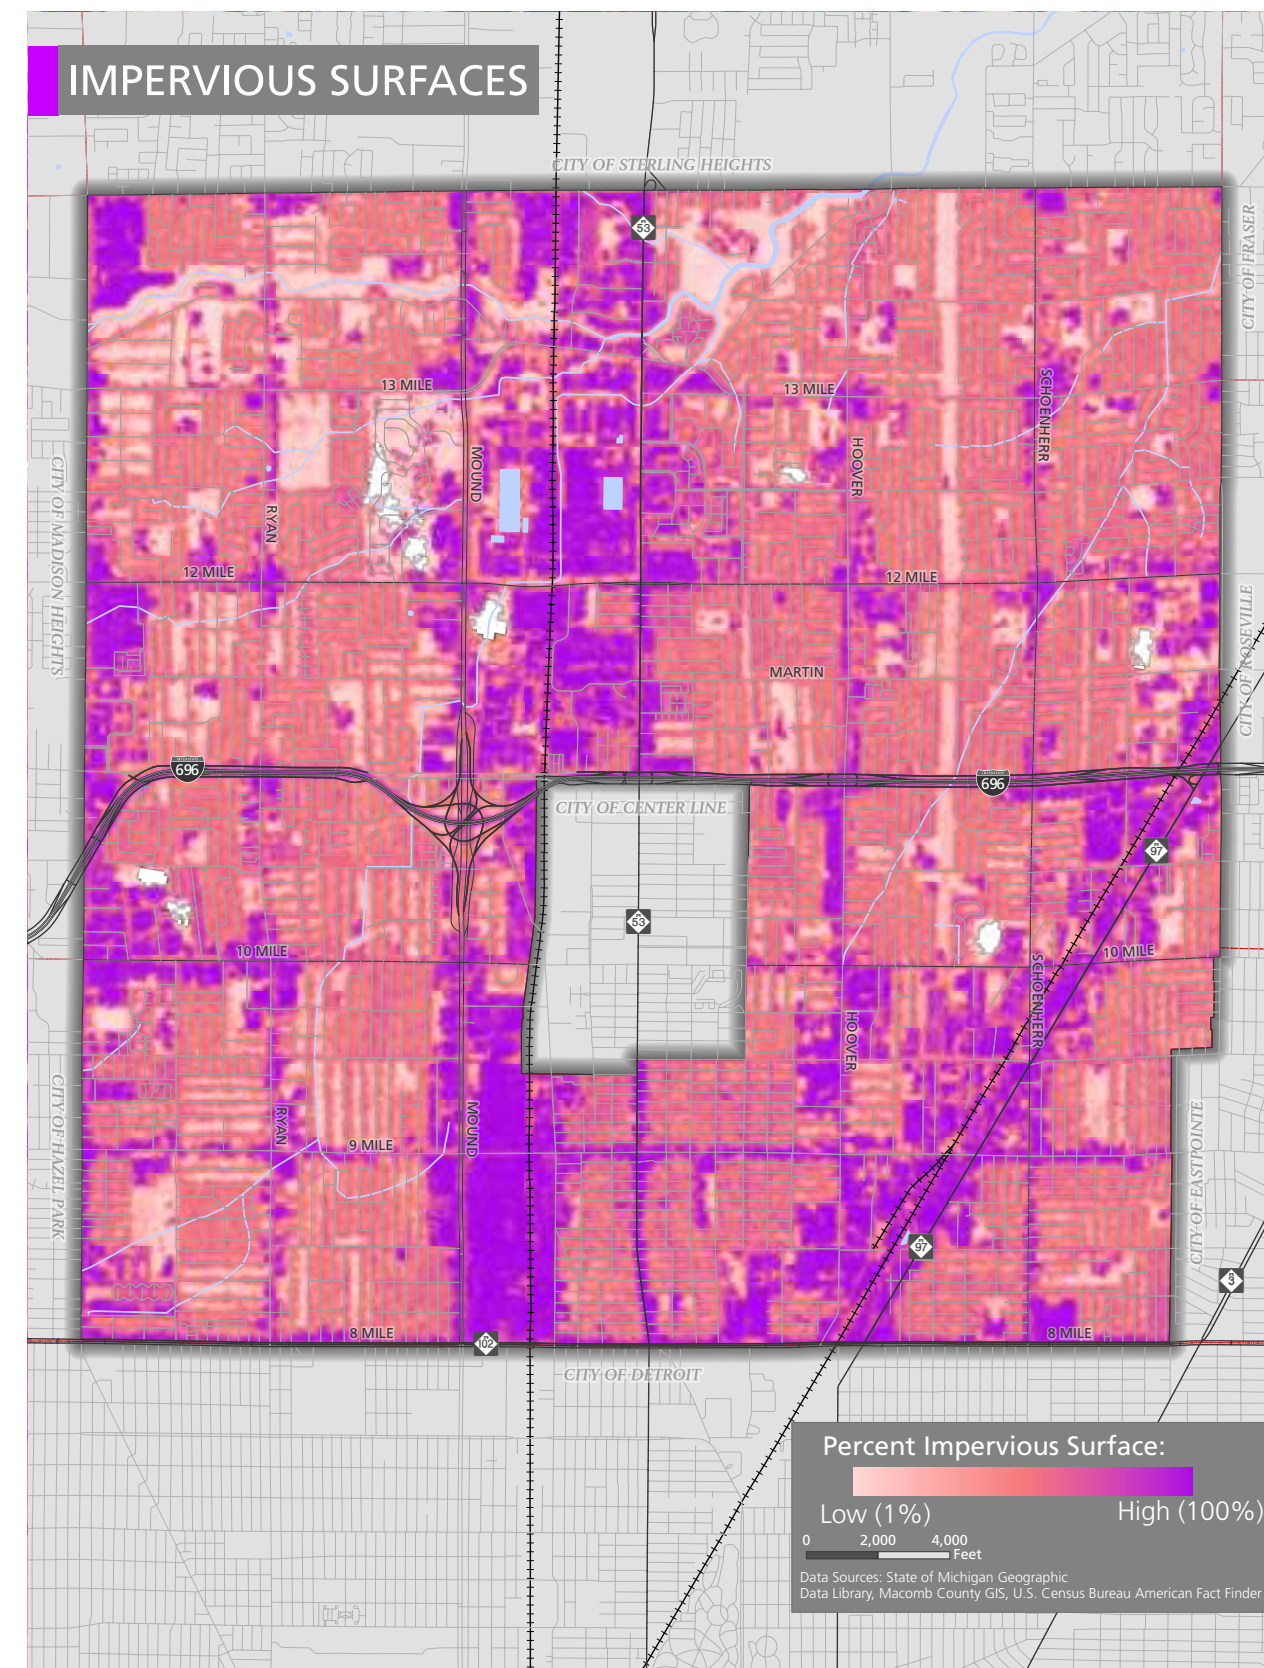 IMPERVIOUS SURFACES
CITY OF STERLING HEIGHTS
M 53
CITY OF FRASER
13 MILE
13 MILE
SCHOENHERR
HOOVER
MOUND
CITY OF MADISON HEIGHTS
RYAN
12 MILE
12 MILE
CITY OF ROSEVILLE
MARTIN
INTERSTATE 696
INTERSTATE 696
CITY OF CENTER LINE
M 97
M 53
10 MILE
10 MILE
SCHOENHERR
HOOVER
CITY OF HAZEL PARK
RYAN
MOUND
9 MILE
CITY OF EASTPOINTE
M 97
3
8 MILE
M 102
8 MILE
CITY OF DETROIT
Percent Impervious Surface:
Low (1%)
High (100%)
0 2,000 4,000
Feet
Data Sources: State of Michigan Geographic
Data Library, Macomb County GIS, U.S. Census Bureau American Fact Finder